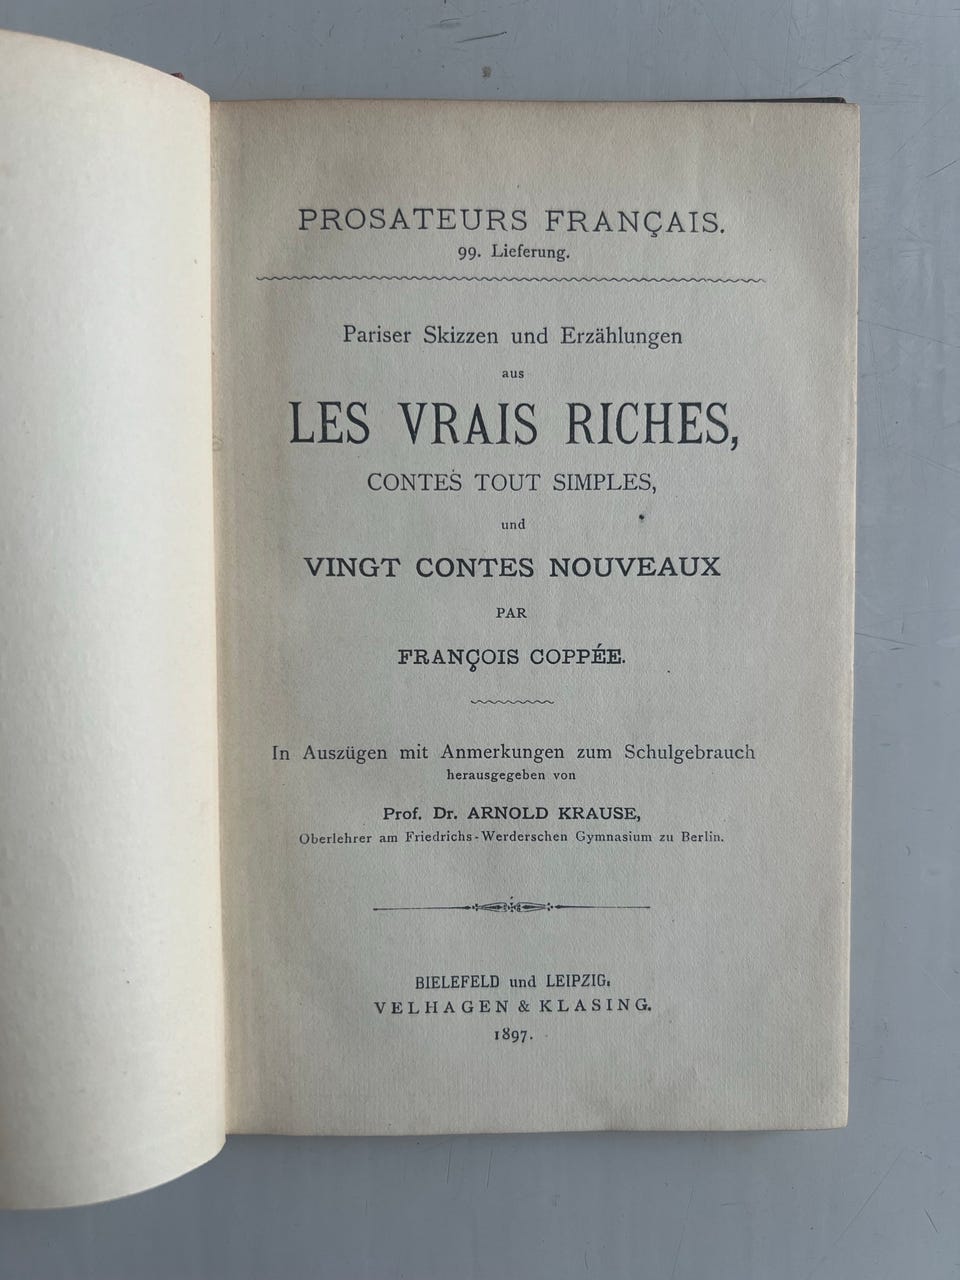 PROSATEURS FRANÇAIS.
99. Lieferung.
Pariser Skizzen und Erzählungen
aus
LES VRAIS RICHES,
CONTES TOUT SIMPLES,
und
VINGT CONTES NOUVEAUX
PAR
FRANÇOIS COPPÉE.
In Auszügen mit Anmerkungen zum Schulgebrauch
herausgegeben von
Prof. Dr. ARNOLD KRAUSE,
Oberlehrer am Friedrichs-Werderschen Gymnasium zu Berlin.
BIELEFELD und LEIPZIG.
VELHAGEN & KLASING.
1897.